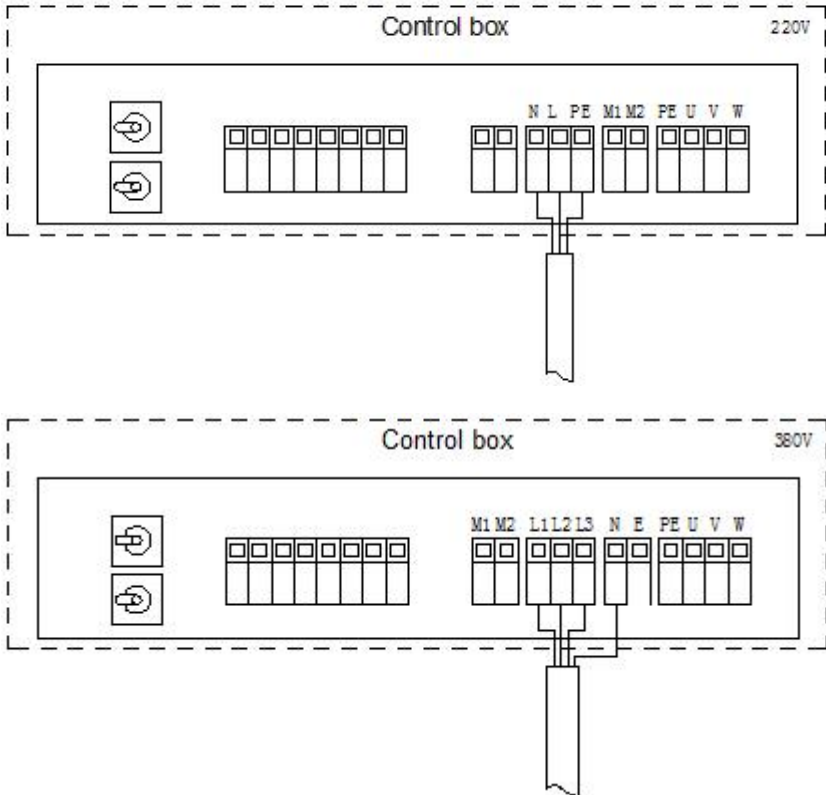 Control box 220V
N L PE M1 M2 PE U V W
Control box 380V
M1 M2 L1 L2 L3 N E PE U V W